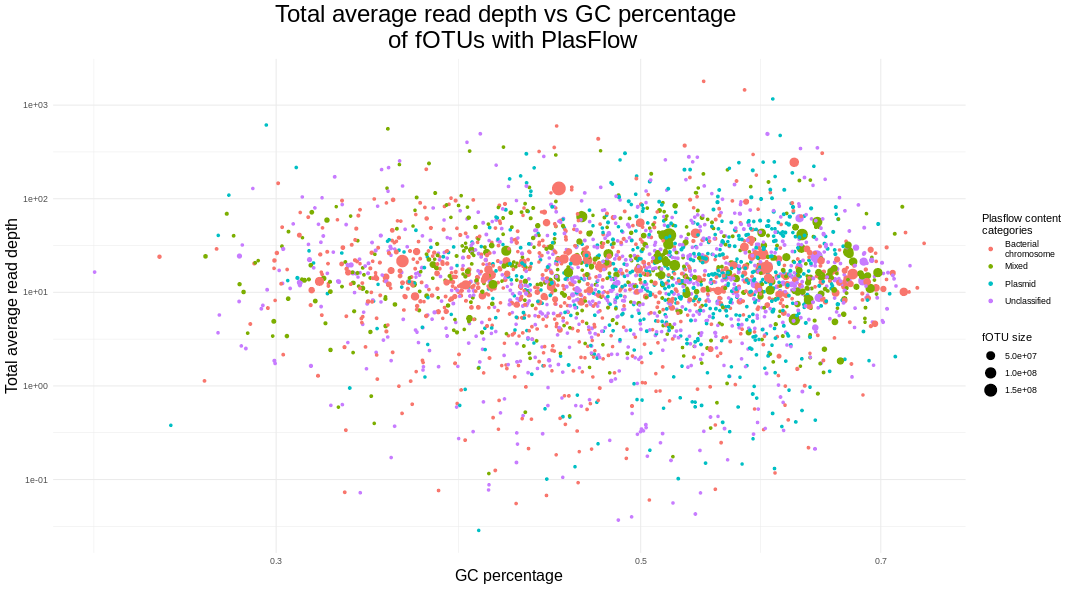 Total average read depth vs GC percentage
of fOTUs with PlasFlow
Total average read depth
1e+03
1e+02
1e+01
1e+00
1e-01
0.3
0.5
0.7
GC percentage
Plasflow content
categories
Bacterial
chromosome
Mixed
Plasmid
Unclassified
fOTU size
5.0e+07
1.0e+08
1.5e+08